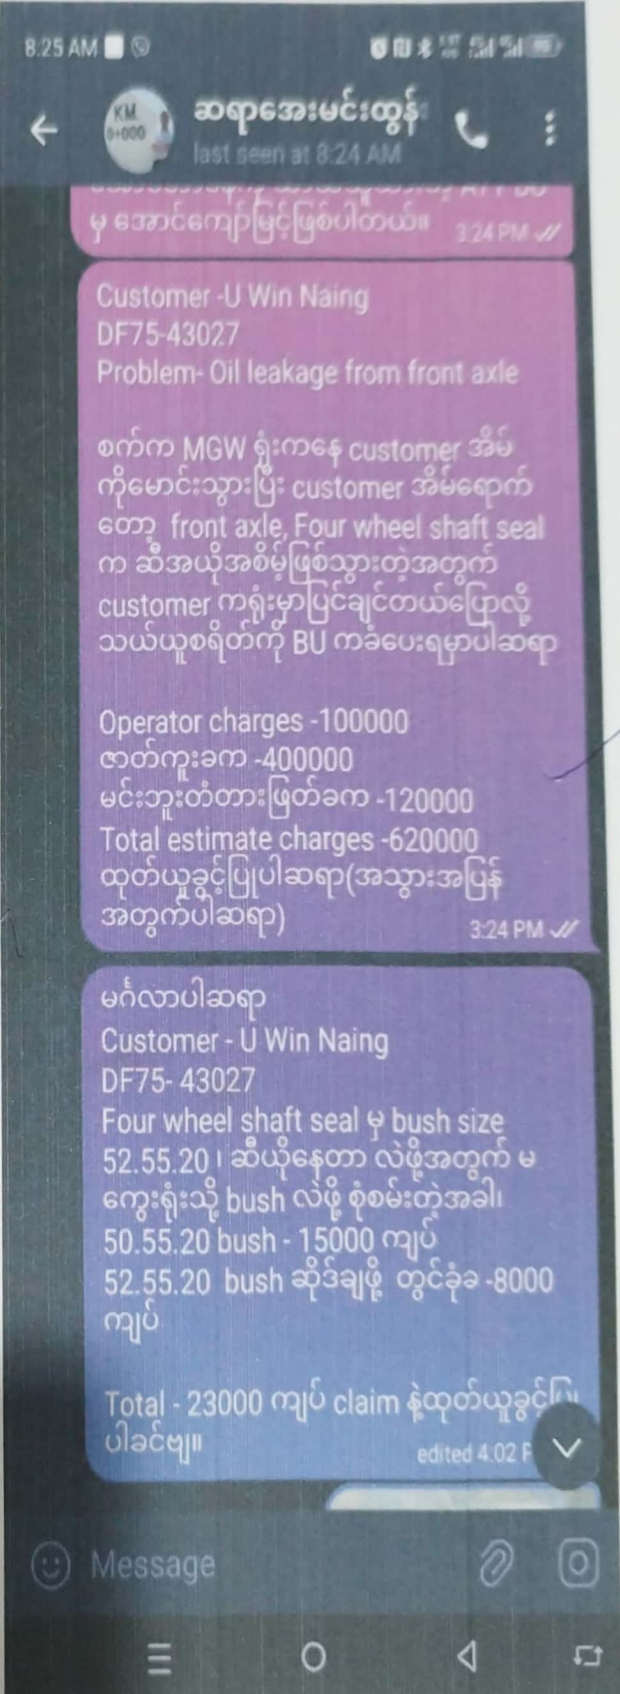 8:25 AM
KM
0+000
ဆရာအေးမင်းထွန်း
last seen at 8:24 AM
မှ အောင်ကျော်မြင့်ဖြစ်ပါတယ်။ 3:24 PM
Customer -U Win Naing
DF75-43027
Problem- Oil leakage from front axle
စက်က MGW ရုံးကနေ customer အိမ်
ကိုမောင်းသွားပြီး customer အိမ်ရောက်
တော့ front axle, Four wheel shaft seal
က ဆီအယိုအစိမ့်ဖြစ်သွားတဲ့အတွက်
customer ကရုံးမှာပြင်ချင်တယ်ပြောလို့
သယ်ယူစရိတ်ကို BU ကခံပေးရမှာပါဆရာ
Operator charges -100000
ဇာတ်ကူးခက -400000
မင်းဘူးတံတားဖြတ်ခက -120000
Total estimate charges -620000
ထုတ်ယူခွင့်ပြုပါဆရာ(အသွားအပြန်
အတွက်ပါဆရာ) 3:24 PM
မင်္ဂလာပါဆရာ
Customer - U Win Naing
DF75- 43027
Four wheel shaft seal မှ bush size
52.55.20 ၊ ဆီယိုနေတာ လဲဖို့အတွက် မ
ကွေးရုံးသို့ bush လဲဖို့ စုံစမ်းတဲ့အခါ၊
50.55.20 bush - 15000 ကျပ်
52.55.20 bush ဆိုဒ်ချဖို့ တွင်ခုံခ -8000
ကျပ်
Total - 23000 ကျပ် claim နဲ့ထုတ်ယူခွင့်ပြု
ပါခင်ဗျ။ edited 4:02 P
Message